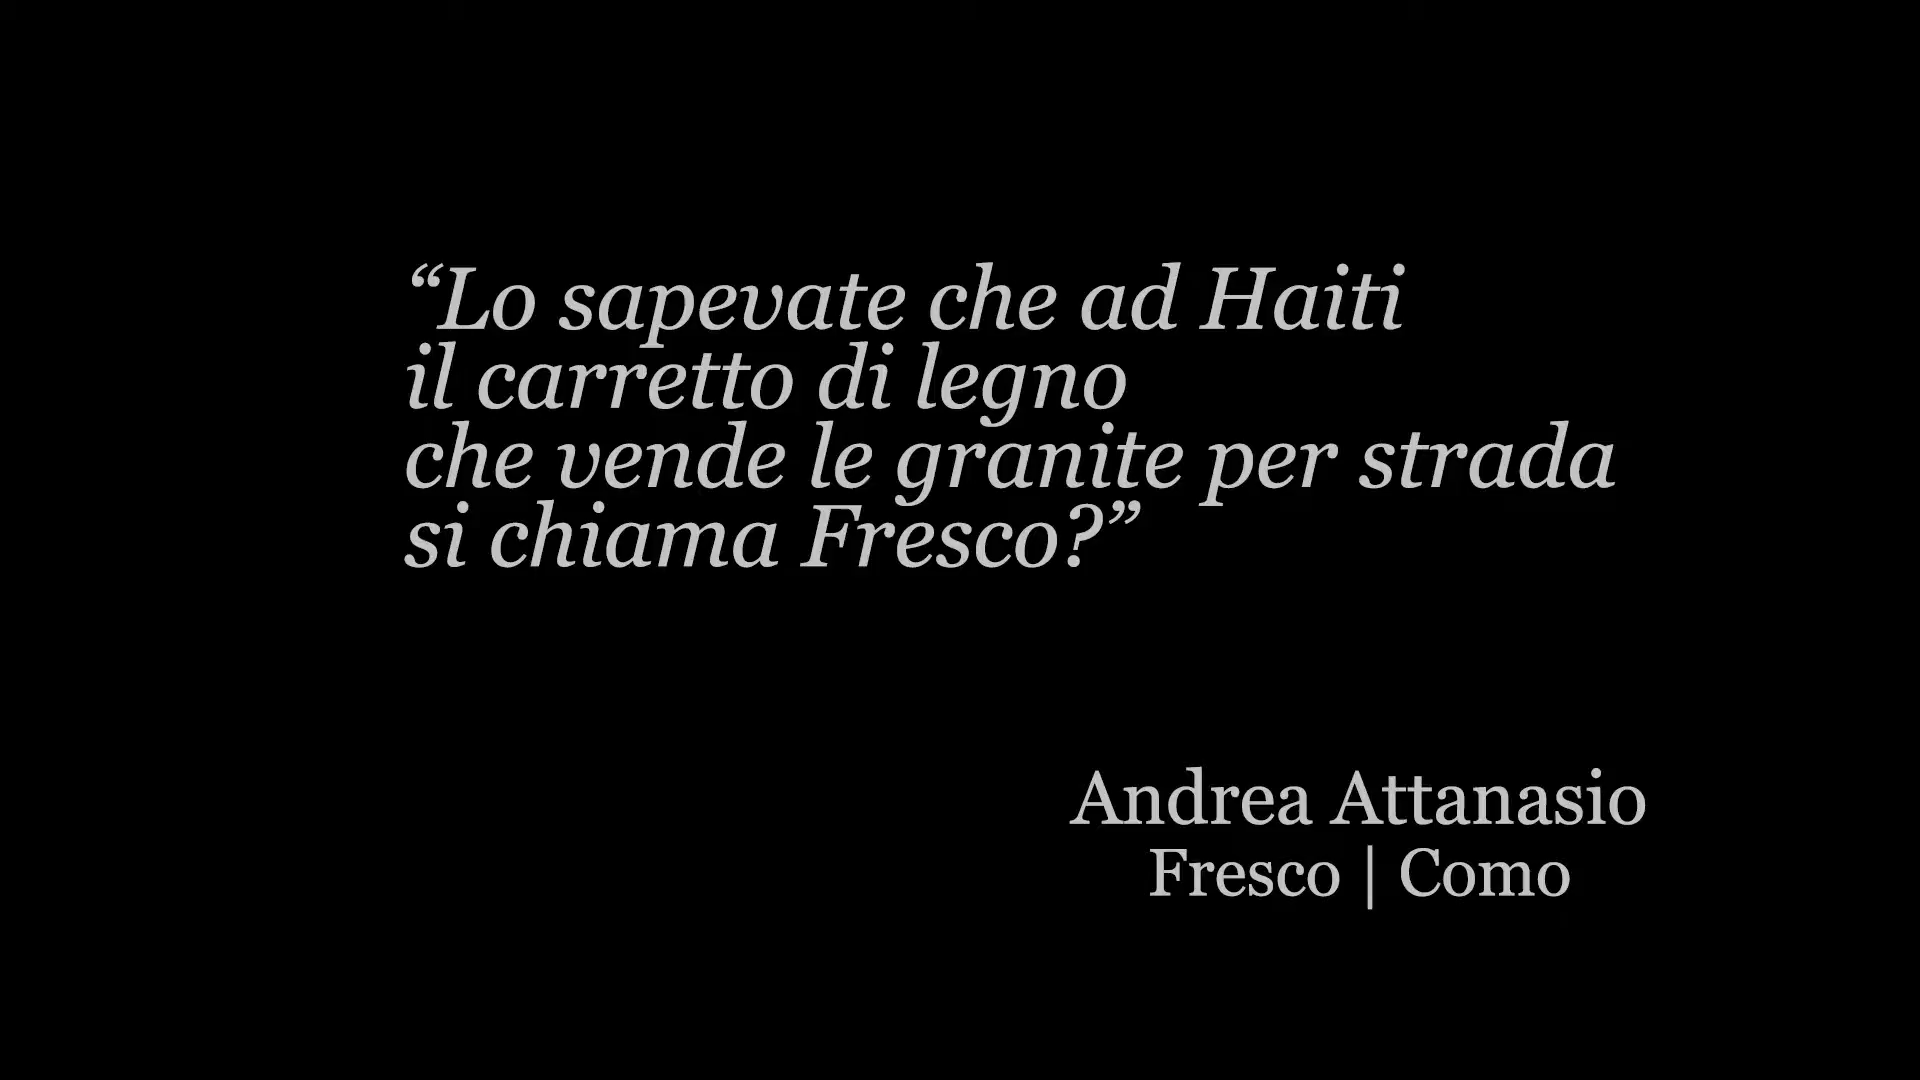 “Lo sapevate che ad Haiti
il carretto di legno
che vende le granite per strada
si chiama Fresco?”
Andrea Attanasio
Fresco | Como